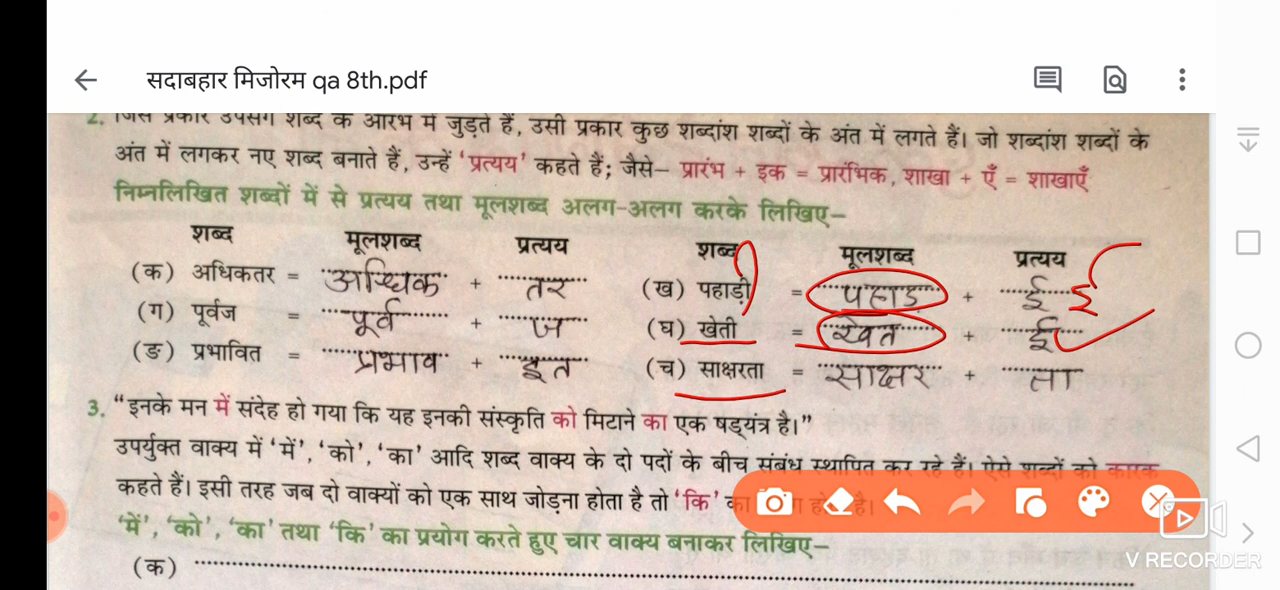 सदाबहार मिजोरम qa 8th.pdf
2. जिस प्रकार उपसर्ग शब्द के आरंभ में जुड़ते हैं, उसी प्रकार कुछ शब्दांश शब्दों के अंत में लगते हैं। जो शब्दांश शब्दों के
अंत में लगकर नए शब्द बनाते हैं, उन्हें 'प्रत्यय' कहते हैं; जैसे– प्रारंभ + इक = प्रारंभिक, शाखा + एँ = शाखाएँ
निम्नलिखित शब्दों में से प्रत्यय तथा मूलशब्द अलग-अलग करके लिखिए–
शब्द मूलशब्द प्रत्यय शब्द मूलशब्द प्रत्यय
(क) अधिकतर = अधिक + तर (ख) पहाड़ी = पहाड़ + ई
(ग) पूर्वज = पूर्व + ज (घ) खेती = खेत + ई
(ङ) प्रभावित = प्रभाव + इत (च) साक्षरता = साक्षर + ता
3. "इनके मन में संदेह हो गया कि यह इनकी संस्कृति को मिटाने का एक षड्यंत्र है।"
उपर्युक्त वाक्य में 'में', 'को', 'का' आदि शब्द वाक्य के दो पदों के बीच संबंध स्थापित कर रहे हैं। ऐसे शब्दों को कारक
कहते हैं। इसी तरह जब दो वाक्यों को एक साथ जोड़ना होता है तो 'कि' का है।
'में', 'को', 'का' तथा 'कि' का प्रयोग करते हुए चार वाक्य बनाकर लिखिए–
(क)
V RECORDER